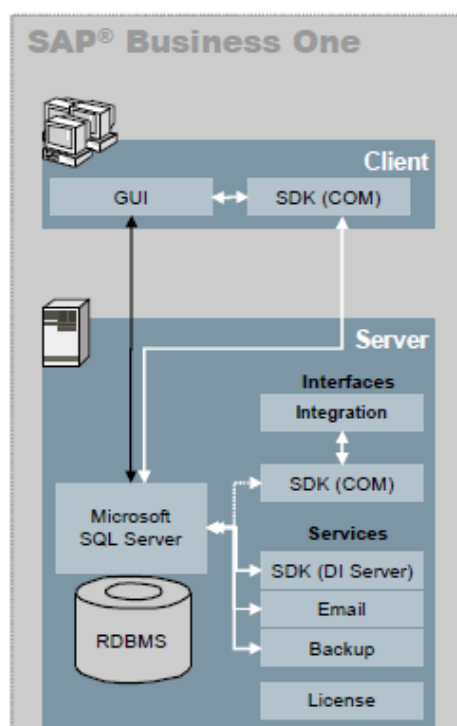 SAP® Business One
Client
GUI
SDK (COM)
Server
Interfaces
Integration
SDK (COM)
Microsoft
SQL Server
Services
SDK (DI Server)
Email
RDBMS
Backup
License